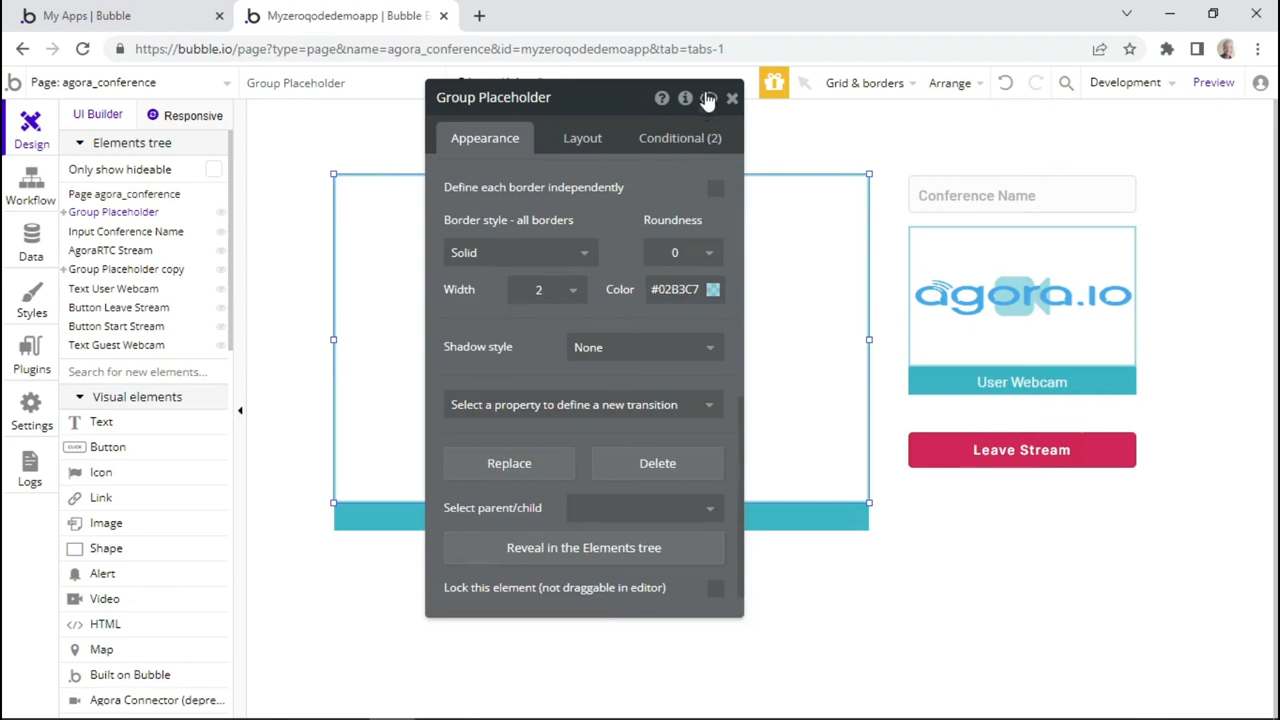 My Apps | Bubble
Myzeroqodedemoapp | Bubble E
https://bubble.io/page?type=page&name=agora_conference&id=myzeroqodedemoapp&tab=tabs-1
Page: agora_conference
Group Placeholder
Grid & borders
Arrange
Development
Preview
Design
Workflow
Data
Styles
Plugins
Settings
Logs
UI Builder
Responsive
Elements tree
Only show hideable
Page agora_conference
Group Placeholder
Input Conference Name
AgoraRTC Stream
Group Placeholder copy
Text User Webcam
Button Leave Stream
Button Start Stream
Text Guest Webcam
Search for new elements...
Visual elements
Text
CLICK Button
Icon
Link
Image
Shape
Alert
Video
HTML
Map
Built on Bubble
Agora Connector (depre...
Group Placeholder
Appearance
Layout
Conditional (2)
Define each border independently
Border style - all borders
Roundness
Solid
0
Width
2
Color
#02B3C7
Shadow style
None
Select a property to define a new transition
Replace
Delete
Select parent/child
Reveal in the Elements tree
Lock this element (not draggable in editor)
Conference Name
agora.io
User Webcam
Leave Stream